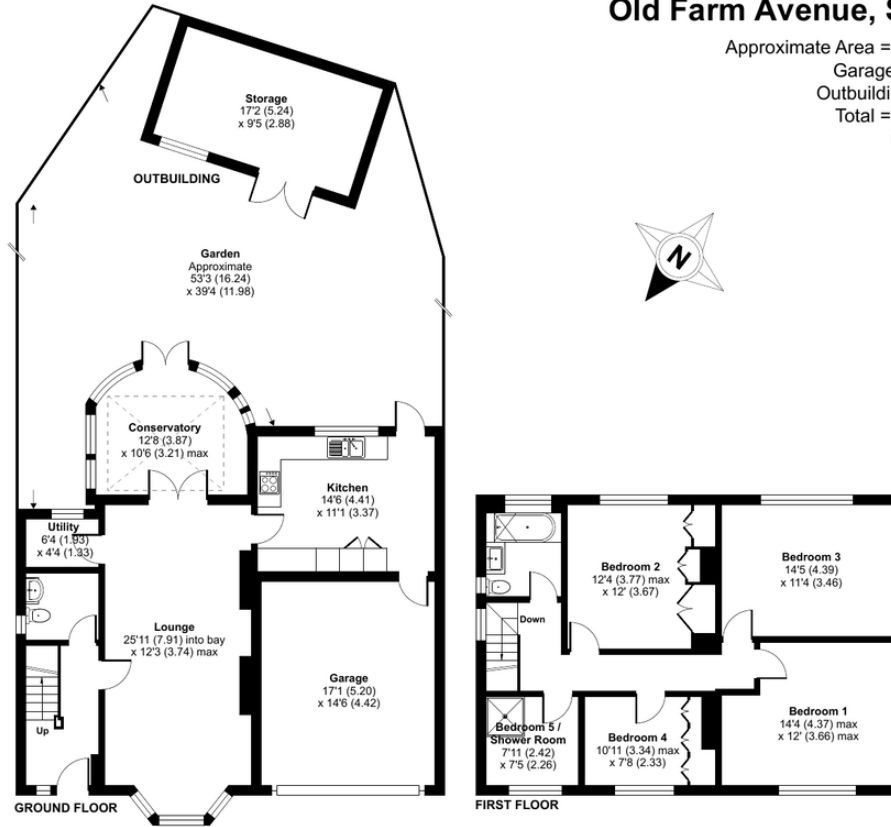 Old Farm Avenue,
Approximate Area =
Garage
Total =
Storage
17'2 (5.24)
x 9'5 (2.88)
OUTBUILDING
Garden
Approximate
53'3 (16.24)
x 39'4 (11.98)
N
Conservatory
12'8 (3.87)
x 10'6 (3.21) max
Kitchen
14'6 (4.41)
x 11'1 (3.37)
Utility
6'4 (1.93)
x 4'4 (1.33)
Lounge
25'11 (7.91) into bay
x 12'3 (3.74) max
Garage
17'1 (5.20)
x 14'6 (4.42)
Up
GROUND FLOOR
Bedroom 2
12'4 (3.77) max
x 12' (3.67)
Bedroom 3
14'5 (4.39)
x 11'4 (3.46)
Down
Bedroom 1
14'4 (4.37) max
x 12' (3.66) max
Bedroom 5 /
Shower Room
7'11 (2.42)
x 7'5 (2.26)
Bedroom 4
10'11 (3.34) max
x 7'8 (2.33)
FIRST FLOOR